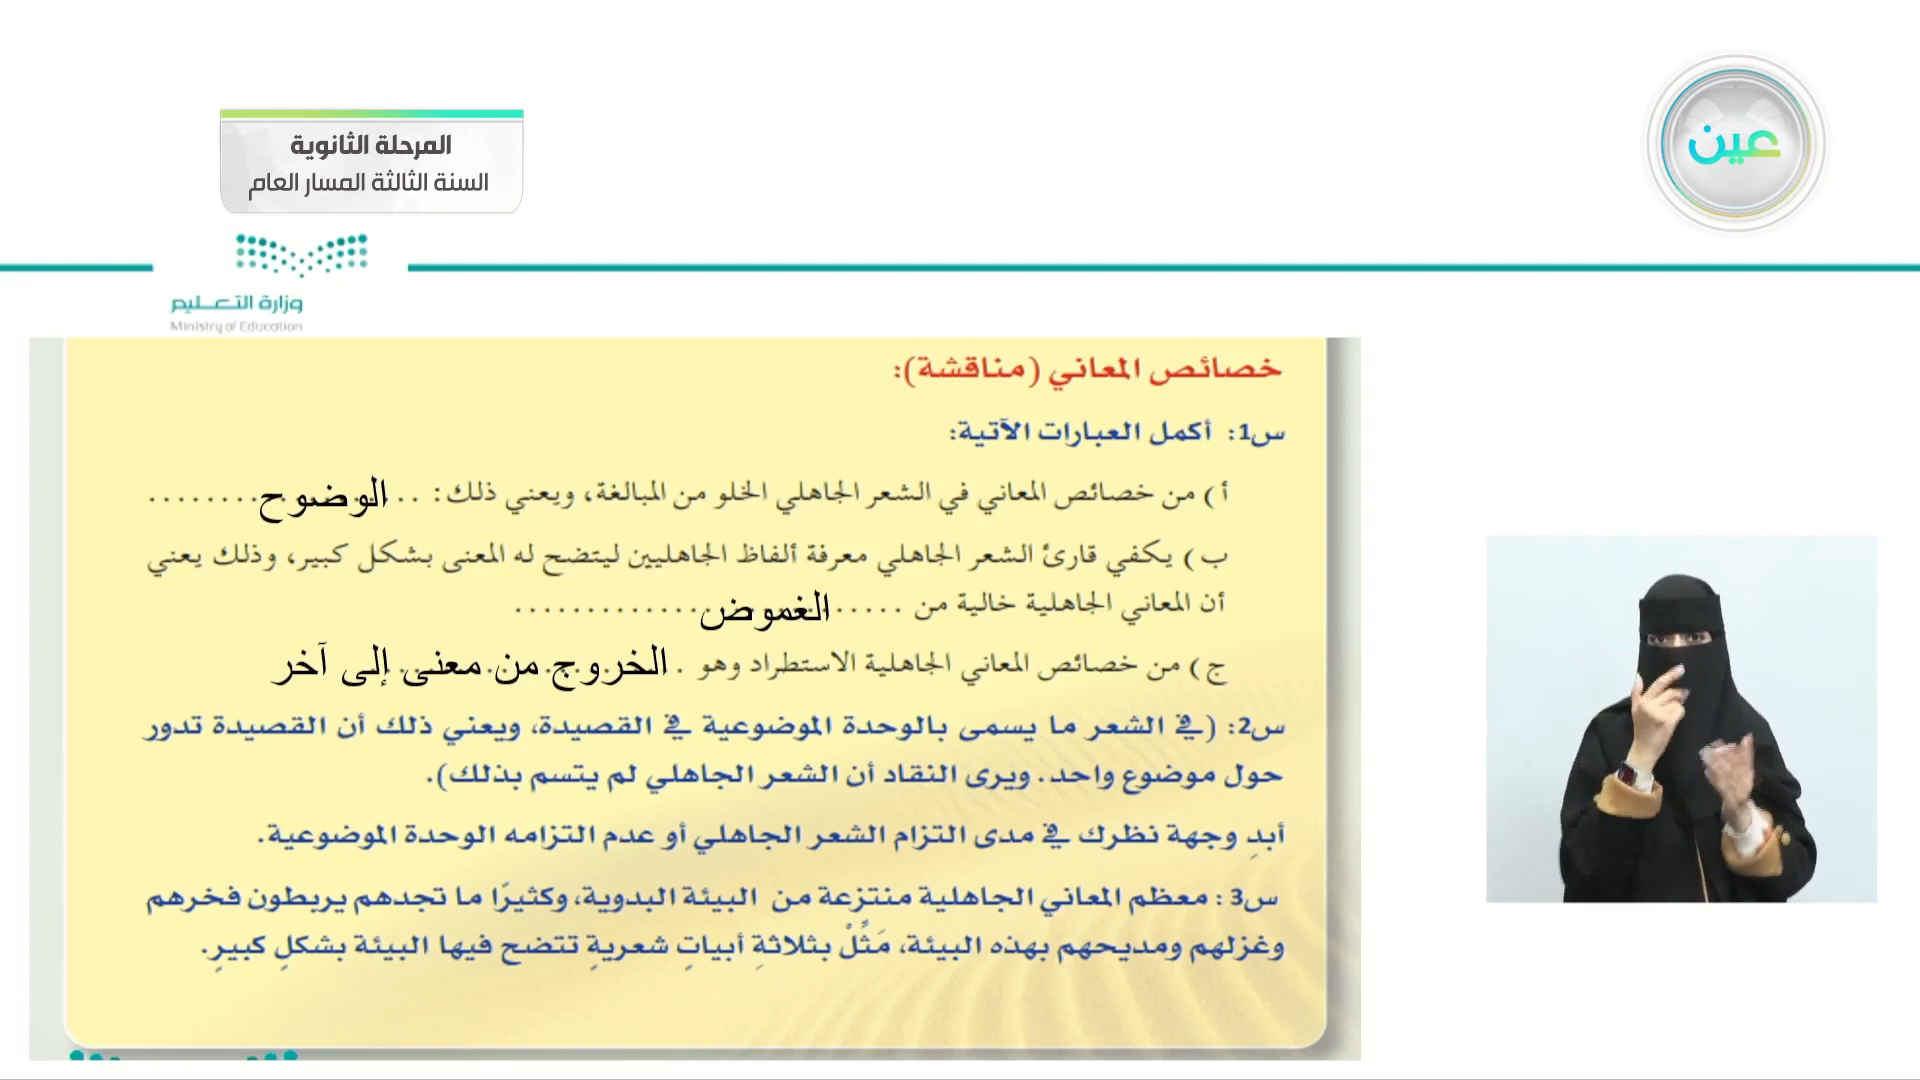 عين
المرحلة الثانوية
السنة الثالثة المسار العام
وزارة التعليم
Ministry of Education
خصائص المعاني (مناقشة):
س1: أكمل العبارات الآتية:
أ ) من خصائص المعاني في الشعر الجاهلي الخلو من المبالغة، ويعني ذلك: .. الوضوح ........
ب ) يكفي قارئ الشعر الجاهلي معرفة ألفاظ الجاهليين ليتضح له المعنى بشكل كبير، وذلك يعني
أن المعاني الجاهلية خالية من ..... الغموض .............
ج ) من خصائص المعاني الجاهلية الاستطراد وهو . الخروج من معنى إلى آخر
س2: (في الشعر ما يسمى بالوحدة الموضوعية في القصيدة، ويعني ذلك أن القصيدة تدور
حول موضوع واحد. ويرى النقاد أن الشعر الجاهلي لم يتسم بذلك).
أبدِ وجهة نظرك في مدى التزام الشعر الجاهلي أو عدم التزامه الوحدة الموضوعية.
س3: معظم المعاني الجاهلية منتزعة من البيئة البدوية، وكثيرًا ما تجدهم يربطون فخرهم
وغزلهم ومديحهم بهذه البيئة، مَثِّلْ بثلاثةِ أبياتٍ شعريةٍ تتضح فيها البيئة بشكلٍ كبيرٍ.